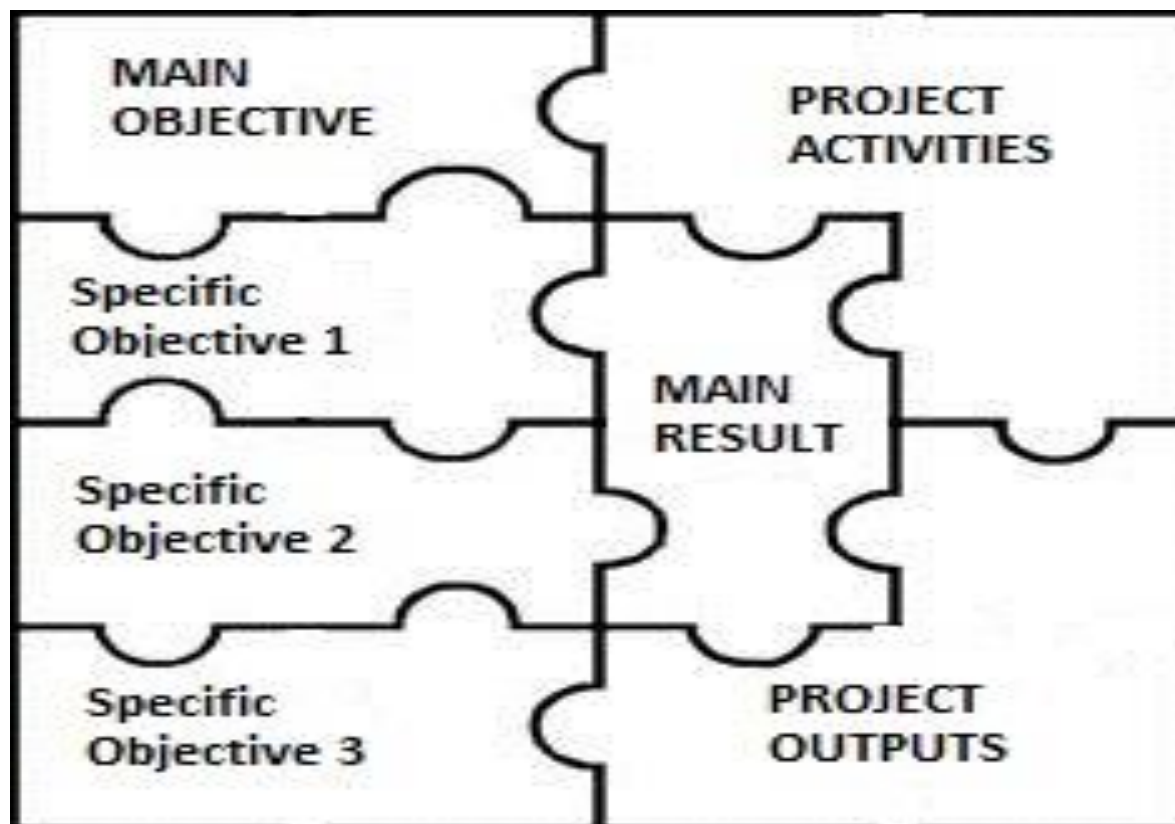 MAIN
OBJECTIVE
PROJECT
ACTIVITIES
Specific
Objective 1
MAIN
RESULT
Specific
Objective 2
Specific
Objective 3
PROJECT
OUTPUTS